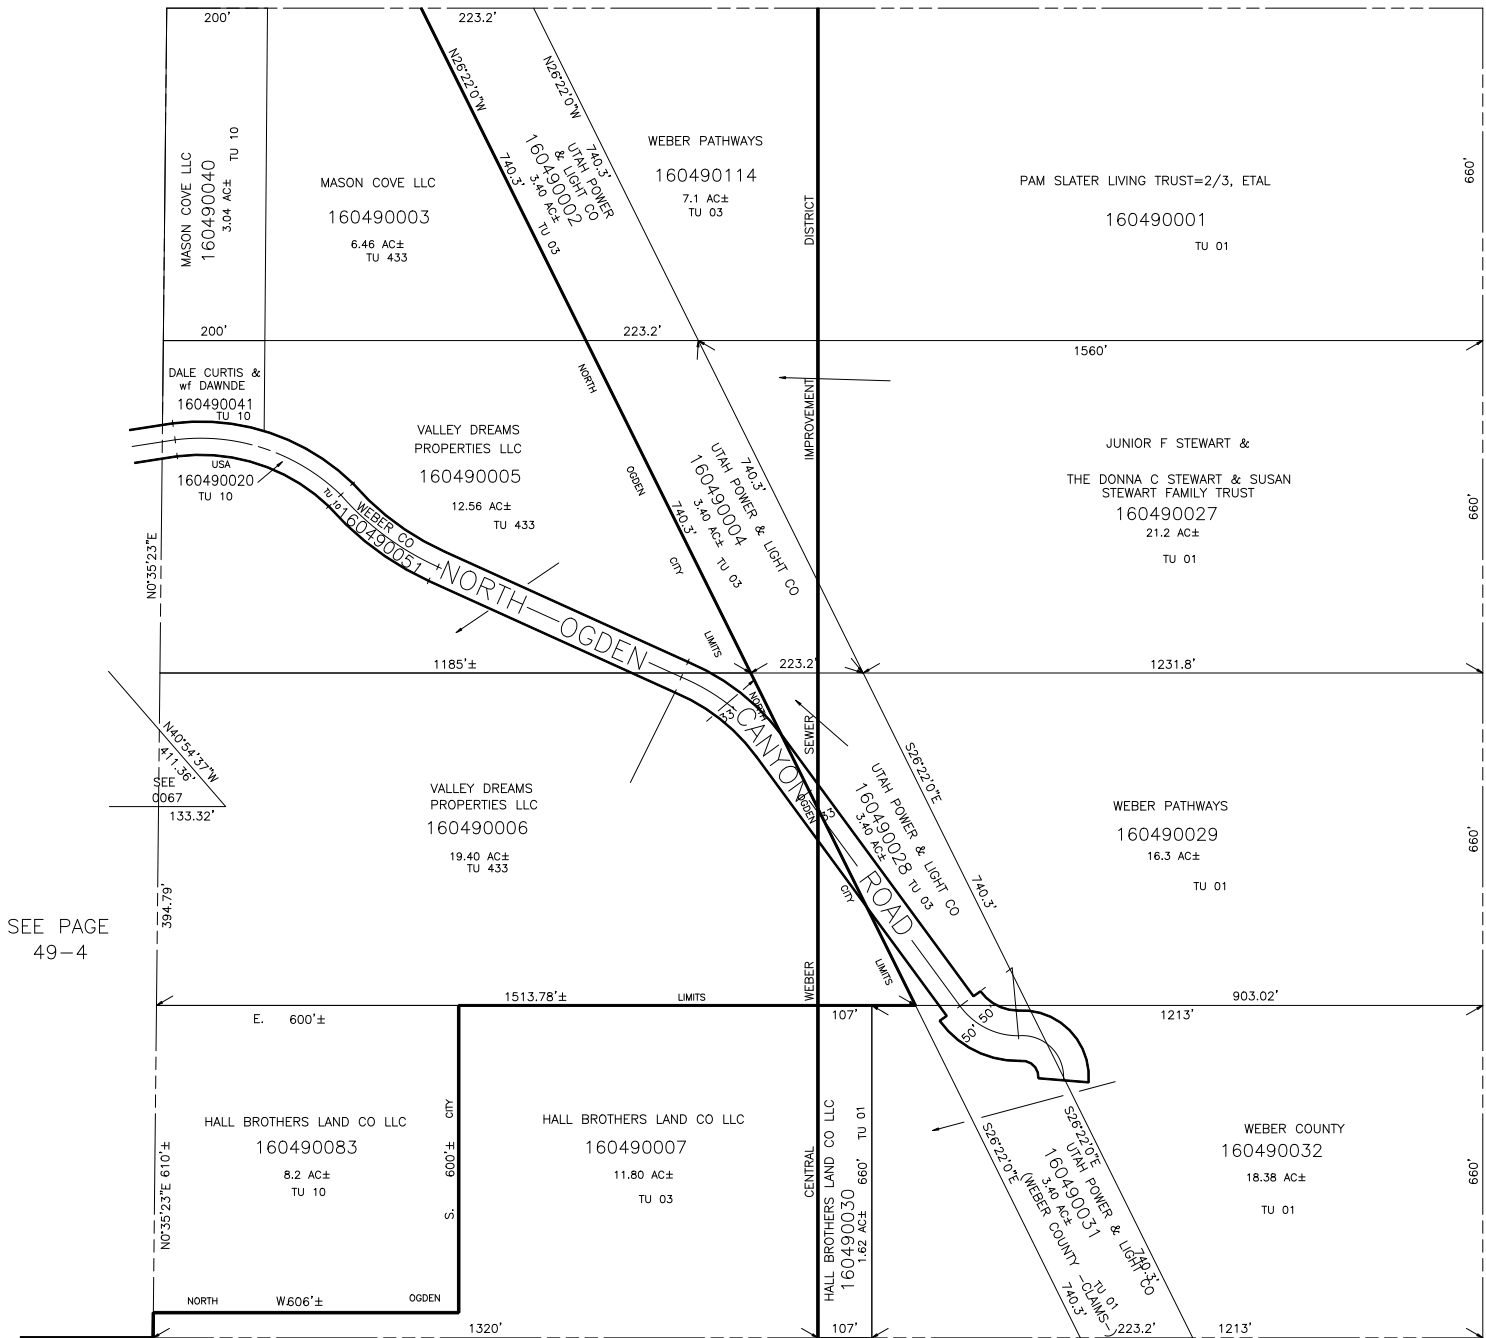 200'
223.2'
N26°22'0"W
N26°22'0"W
MASON COVE LLC
160490040
3.04 AC±
TU 10
MASON COVE LLC
160490003
6.46 AC±
TU 433
740.3'
UTAH POWER
& LIGHT CO
160490002
3.40 AC±
TU 03
740.3'
WEBER PATHWAYS
160490114
7.1 AC±
TU 03
DISTRICT
PAM SLATER LIVING TRUST=2/3, ETAL
160490001
TU 01
660'
200'
223.2'
1560'
DALE CURTIS &
wf DAWNDE
160490041
TU 10
USA
160490020
TU 10
VALLEY DREAMS
PROPERTIES LLC
160490005
12.56 AC±
TU 433
NORTH
OGDEN
CITY
LIMITS
740.3'
UTAH POWER & LIGHT CO
160490004
3.40 AC±
TU 03
740.3'
IMPROVEMENT
JUNIOR F STEWART &
THE DONNA C STEWART & SUSAN
STEWART FAMILY TRUST
160490027
21.2 AC±
TU 01
660'
N0°35'23"E
TU 10
WEBER CO
160490051
NORTH
OGDEN
CANYON
ROAD
1185'±
223.2'
1231.8'
N40°54'37"W
411.36'
SEE
0067
133.32'
394.79'
VALLEY DREAMS
PROPERTIES LLC
160490006
19.40 AC±
TU 433
33
NORTH
OGDEN
CITY
LIMITS
33
SEWER
S26°22'0"E
740.3'
UTAH POWER & LIGHT CO
160490028
3.40 AC±
TU 03
WEBER PATHWAYS
160490029
16.3 AC±
TU 01
660'
SEE PAGE
49-4
WEBER
1513.78'±
LIMITS
903.02'
E. 600'±
107'
1213'
50'
50'
HALL BROTHERS LAND CO LLC
160490083
8.2 AC±
TU 10
N0°35'23"E 610'±
S. 600'± CITY
HALL BROTHERS LAND CO LLC
160490007
11.80 AC±
TU 03
CENTRAL
HALL BROTHERS LAND CO LLC
160490030
1.62 AC±
660'
TU 01
S26°22'0"E
S26°22'0"E
UTAH POWER & LIGHT CO
160490031
3.40 AC±
TU 01
(WEBER COUNTY -CLAIMS-)
740.3'
740.3'
WEBER COUNTY
160490032
18.38 AC±
TU 01
660'
NORTH
W.606'±
OGDEN
1320'
107'
223.2'
1213'